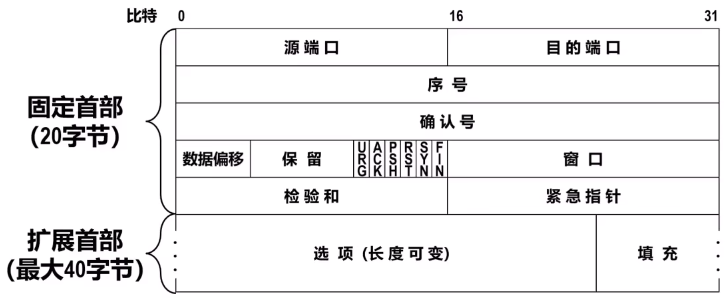 比特 0 16 31
源端口 目的端口
序号
固定首部
(20字节)
确认号
数据偏移 保留 URG ACK PSH RST SYN FIN 窗口
检验和 紧急指针
扩展首部
(最大40字节)
选项 (长度可变) 填充